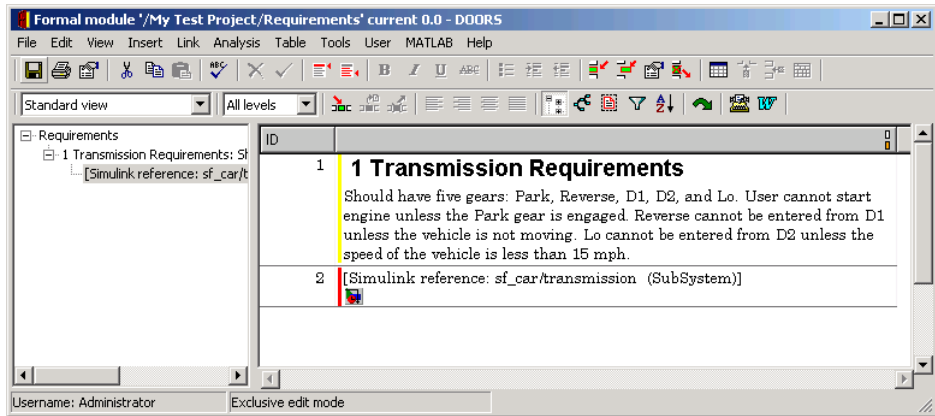 Formal module '/My Test Project/Requirements' current 0.0 - DOORS
File Edit View Insert Link Analysis Table Tools User MATLAB Help
Standard view All levels
Requirements
1 Transmission Requirements: Sh
[Simulink reference: sf_car/t
ID
1 1 Transmission Requirements
Should have five gears: Park, Reverse, D1, D2, and Lo. User cannot start
engine unless the Park gear is engaged. Reverse cannot be entered from D1
unless the vehicle is not moving. Lo cannot be entered from D2 unless the
speed of the vehicle is less than 15 mph.
2 [Simulink reference: sf_car/transmission (SubSystem)]
Username: Administrator Exclusive edit mode